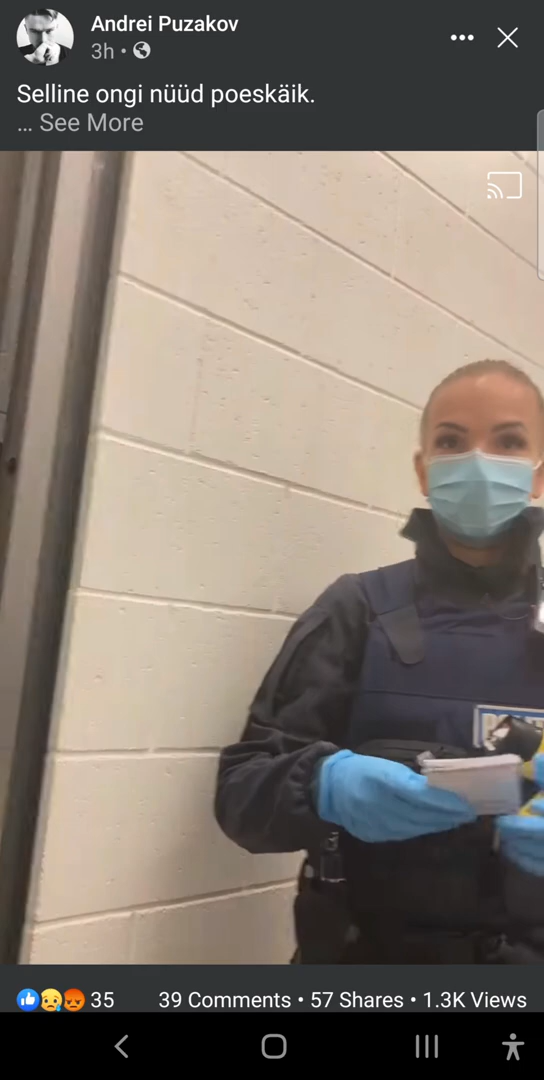 Andrei Puzakov
3h •
Selline ongi nüüd poeskäik.
... See More
35
39 Comments • 57 Shares • 1.3K Views